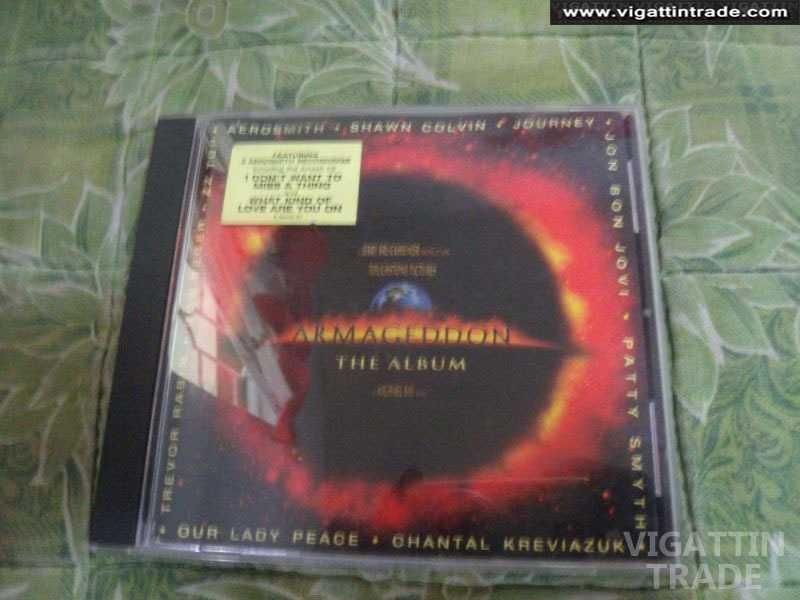 www.vigattintrade.com
AEROSMITH • SHAWN COLVIN • JOURNEY •
JON BON JOVI • PATTY SMYTH
FEATURING
I DON'T WANT TO
MISS A THING
WHAT KIND OF
LOVE ARE YOU ON
ARMAGEDDON
THE ALBUM
TREVOR
• OUR LADY PEACE • CHANTAL KREVIAZUK
VIGATTIN
TRADE